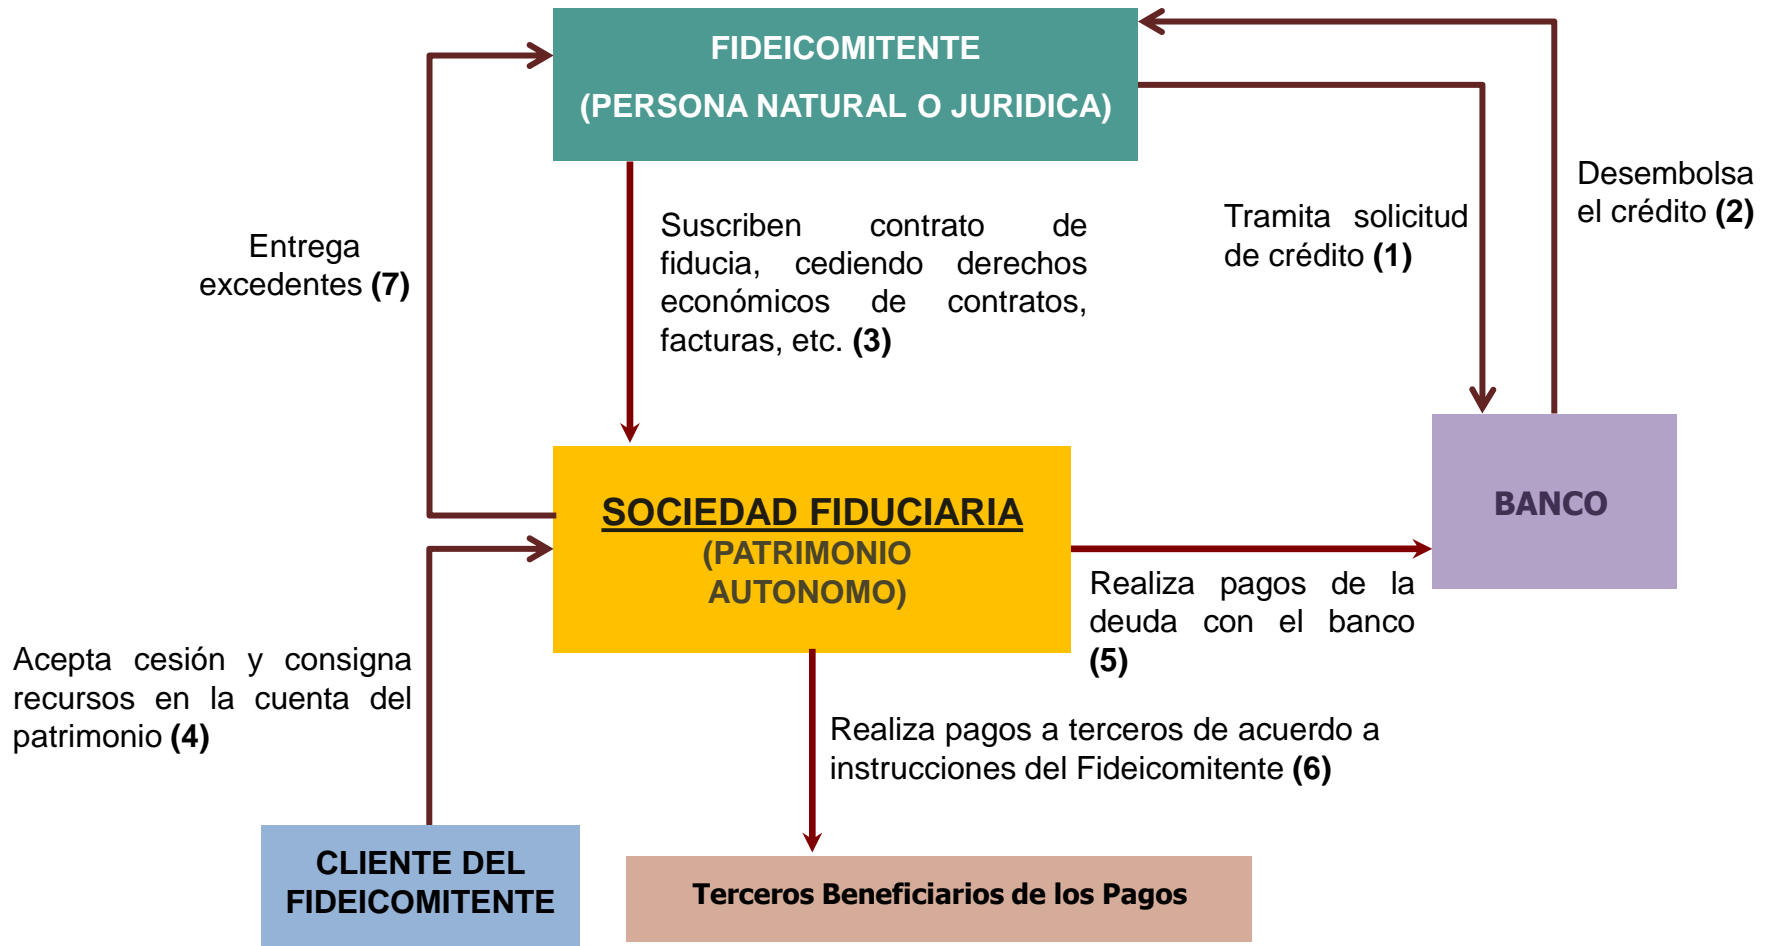 FIDEICOMITENTE
(PERSONA NATURAL O JURIDICA)
Desembolsa
el crédito (2)
Tramita solicitud
de crédito (1)
Suscriben contrato de
fiducia, cediendo derechos
económicos de contratos,
facturas, etc. (3)
Entrega
excedentes (7)
SOCIEDAD FIDUCIARIA
(PATRIMONIO
AUTONOMO)
BANCO
Realiza pagos de la
deuda con el banco
(5)
Acepta cesión y consigna
recursos en la cuenta del
patrimonio (4)
Realiza pagos a terceros de acuerdo a
instrucciones del Fideicomitente (6)
CLIENTE DEL
FIDEICOMITENTE
Terceros Beneficiarios de los Pagos